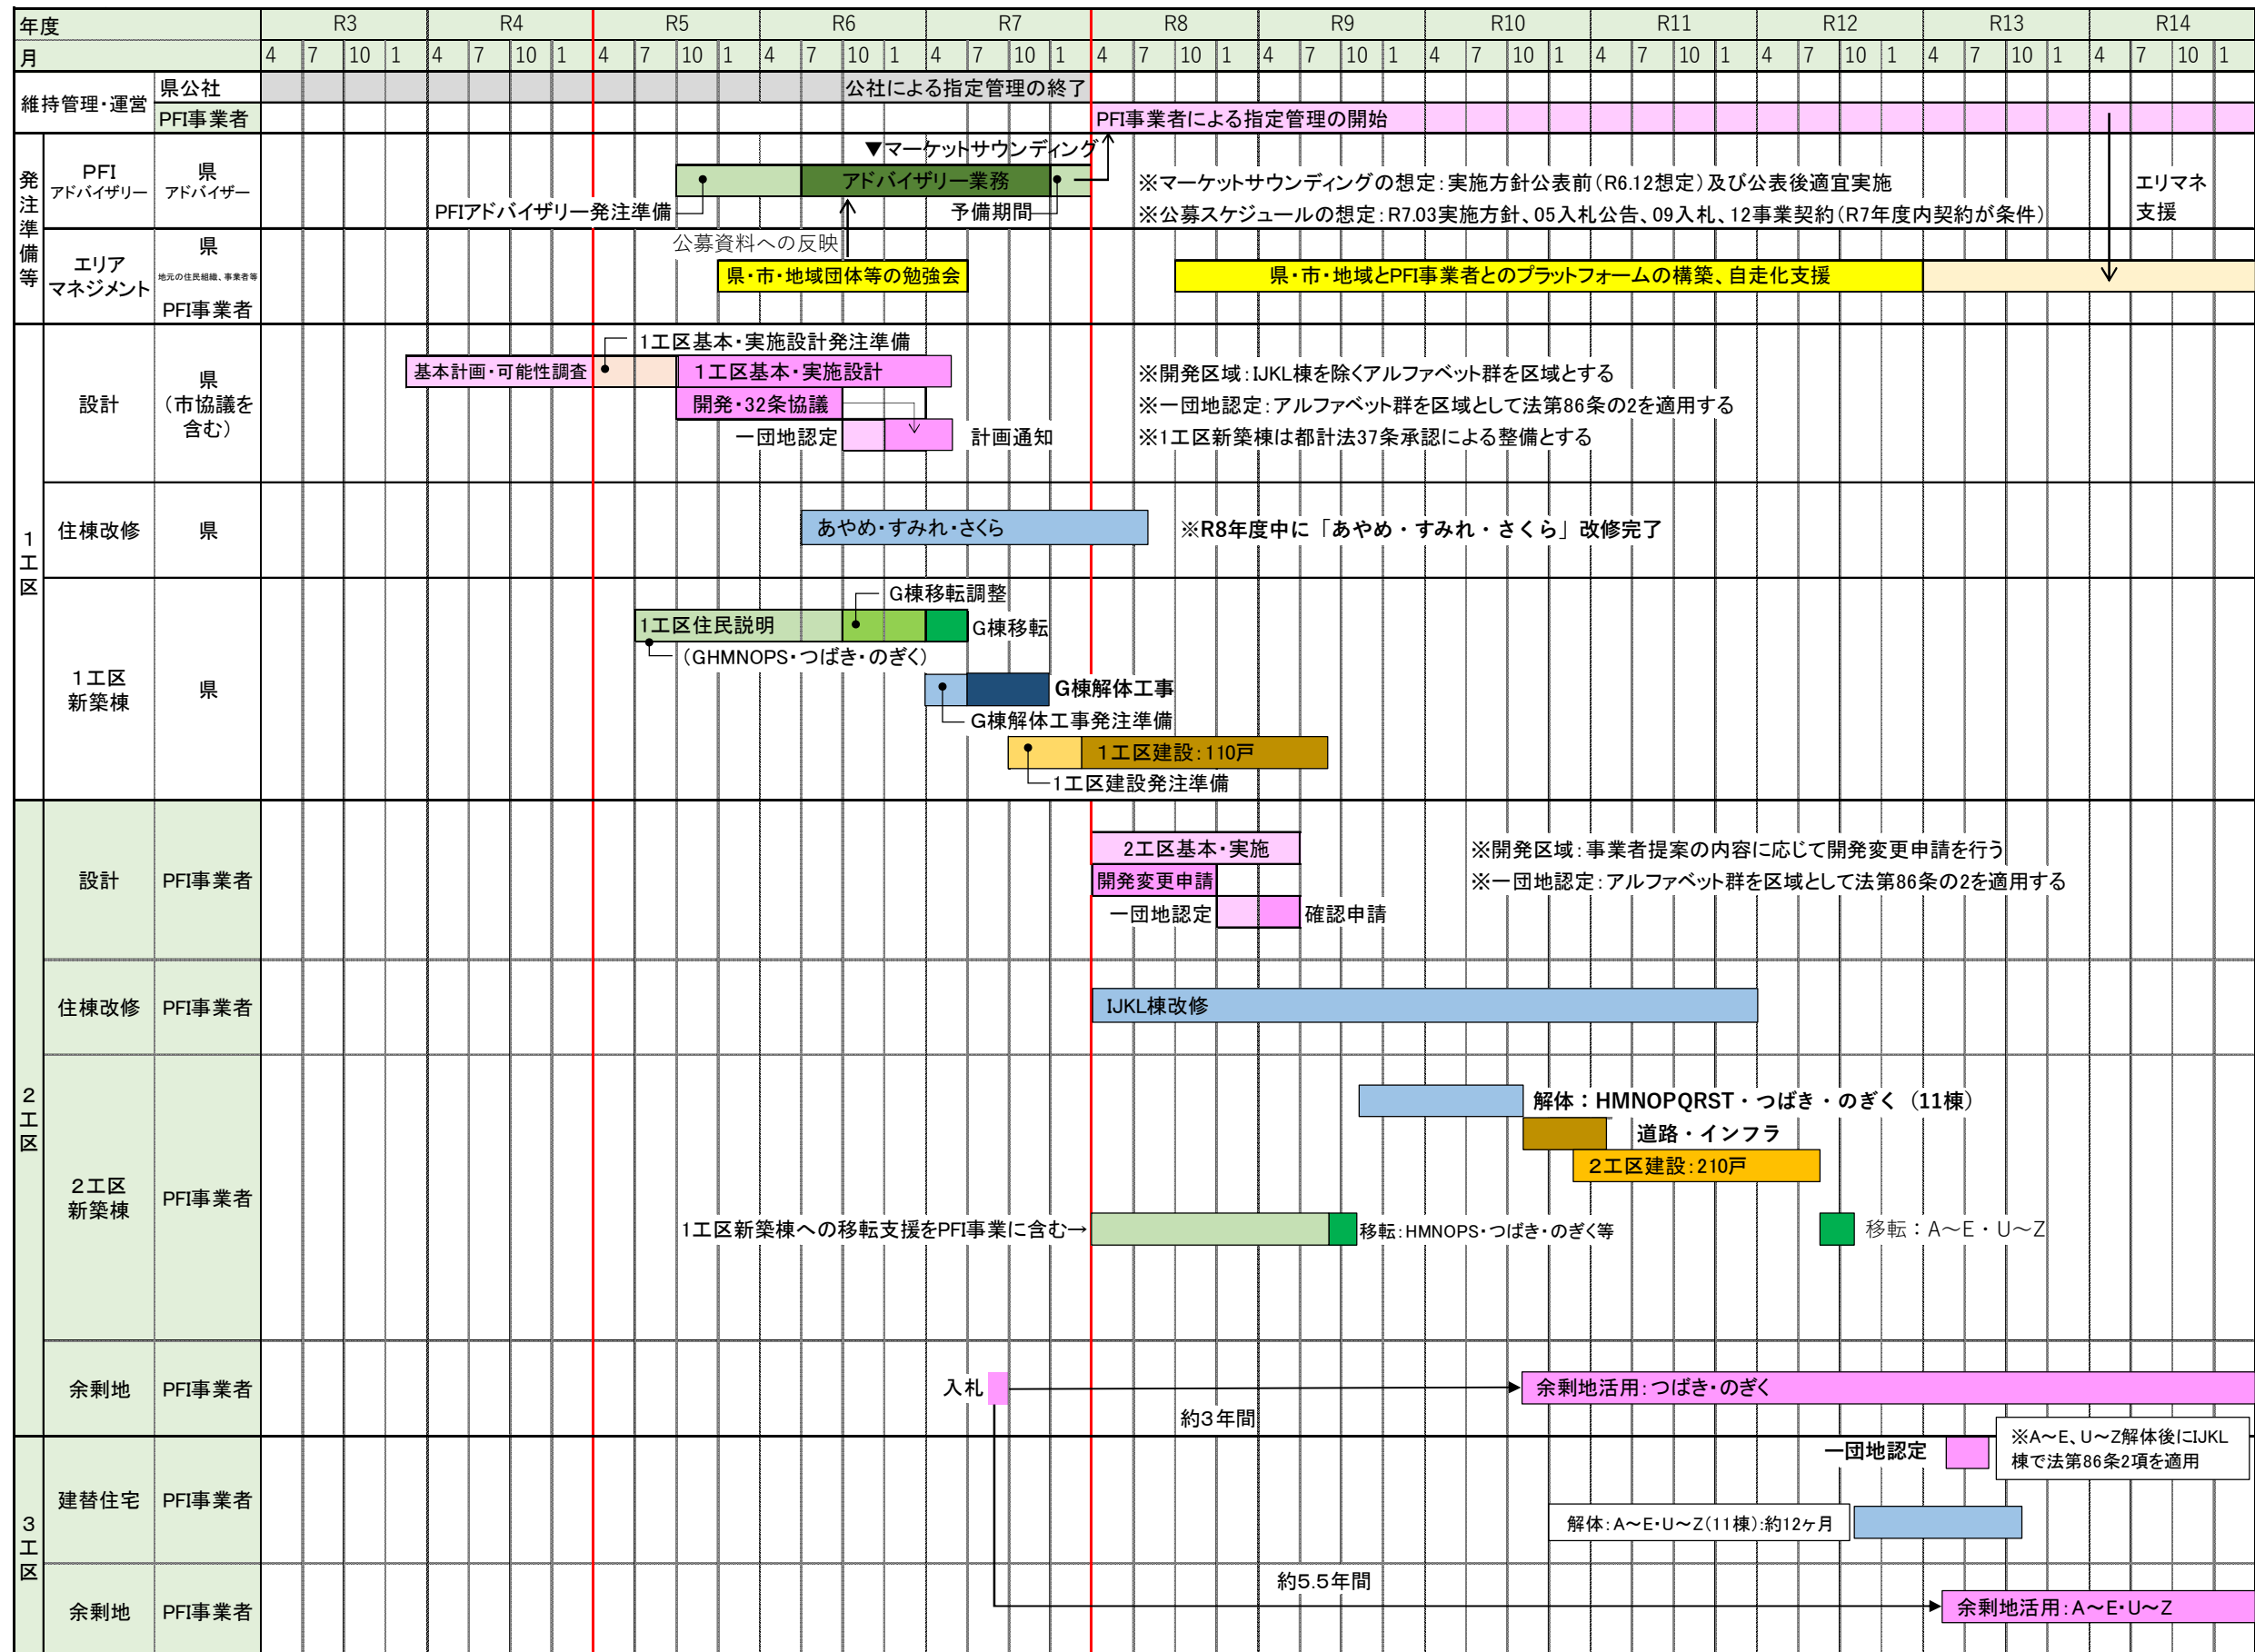 年度 R3 R4 R5 R6 R7 R8 R9 R10 R11 R12 R13 R14
月 4 7 10 1 4 7 10 1 4 7 10 1 4 7 10 1 4 7 10 1 4 7 10 1 4 7 10 1 4 7 10 1 4 7 10 1 4 7 10 1 4 7 10 1 4 7 10 1
維持管理・運営
県公社
公社による指定管理の終了
PFI事業者
PFI事業者による指定管理の開始
発注準備等
PFI
アドバイザリー
県
アドバイザー
▼マーケットサウンディング
アドバイザリー業務
PFIアドバイザリー発注準備
予備期間
※マーケットサウンディングの想定：実施方針公表前（R6.12想定）及び公表後適宜実施
※公募スケジュールの想定：R7.03実施方針、05入札公告、09入札、12事業契約（R7年度内契約が条件）
エリマネ
支援
公募資料への反映
エリア
マネジメント
県
地元の住民組織、事業者等
PFI事業者
県・市・地域団体等の勉強会
県・市・地域とPFI事業者とのプラットフォームの構築、自走化支援
1工区
設計
県
（市協議を
含む）
1工区基本・実施設計発注準備
基本計画・可能性調査
1工区基本・実施設計
開発・32条協議
一団地認定
計画通知
※開発区域：IJKL棟を除くアルファベット群を区域とする
※一団地認定：アルファベット群を区域として法第86条の2を適用する
※1工区新築棟は都計法37条承認による整備とする
住棟改修
県
あやめ・すみれ・さくら
※R8年度中に「あやめ・すみれ・さくら」改修完了
1工区
新築棟
県
G棟移転調整
1工区住民説明
G棟移転
（GHMNOPS・つばき・のぎく）
G棟解体工事
G棟解体工事発注準備
1工区建設：110戸
1工区建設発注準備
2工区
設計
PFI事業者
2工区基本・実施
開発変更申請
一団地認定
確認申請
※開発区域：事業者提案の内容に応じて開発変更申請を行う
※一団地認定：アルファベット群を区域として法第86条の2を適用する
住棟改修
PFI事業者
IJKL棟改修
2工区
新築棟
PFI事業者
解体：HMNOPQRST・つばき・のぎく（11棟）
道路・インフラ
2工区建設：210戸
1工区新築棟への移転支援をPFI事業に含む→
移転：HMNOPS・つばき・のぎく等
移転：A～E・U～Z
余剰地
PFI事業者
入札
余剰地活用：つばき・のぎく
約3年間
3工区
建替住宅
PFI事業者
一団地認定
※A～E、U～Z解体後にIJKL
棟で法第86条2項を適用
解体：A～E・U～Z（11棟）：約12ヶ月
余剰地
PFI事業者
約5.5年間
余剰地活用：A～E・U～Z